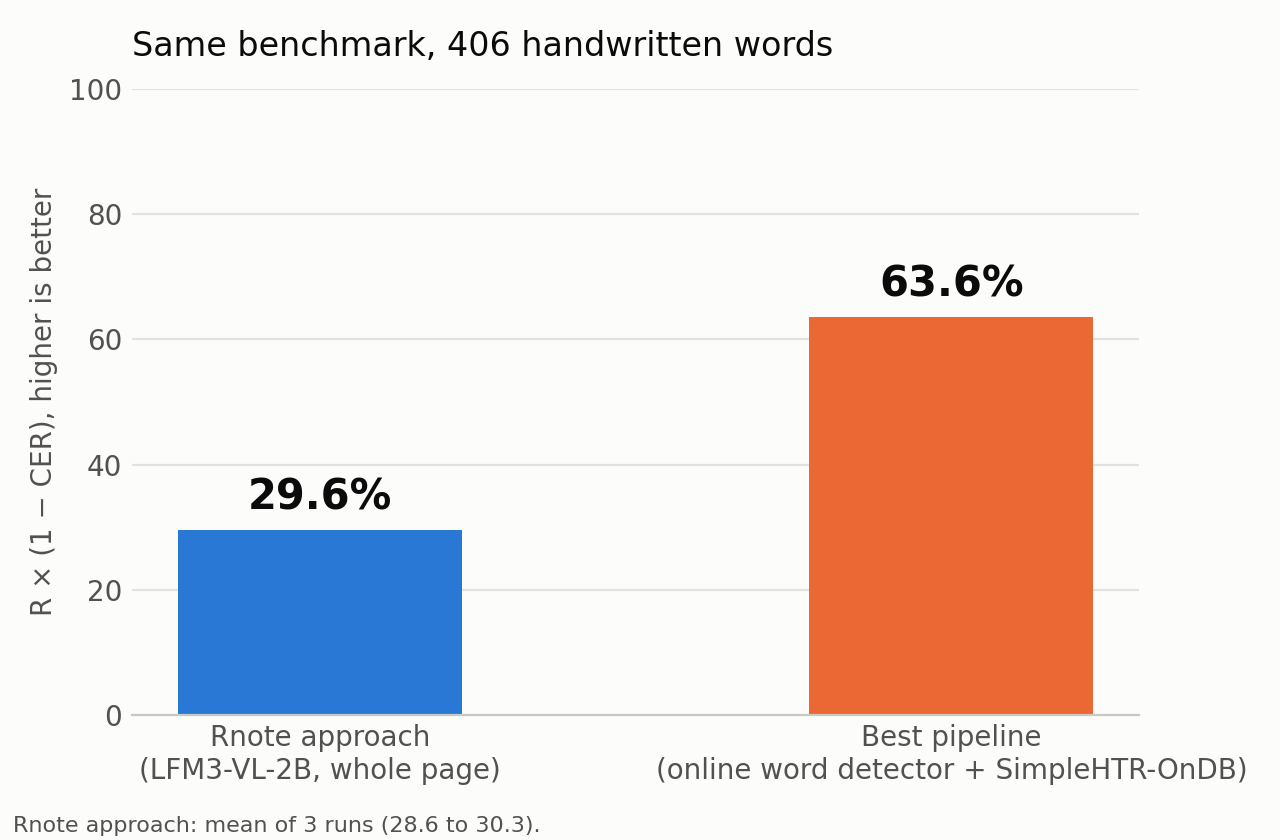 Same benchmark, 406 handwritten words
R × (1 − CER), higher is better
100
80
60
40
20
0
29.6%
63.6%
Rnote approach
(LFM3-VL-2B, whole page)
Best pipeline
(online word detector + SimpleHTR-OnDB)
Rnote approach: mean of 3 runs (28.6 to 30.3).